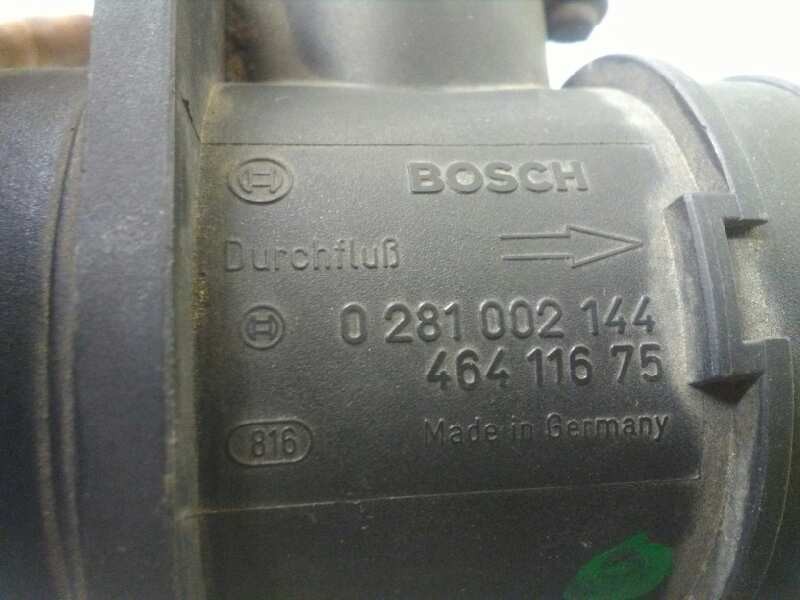 BOSCH
Durchfluß
0 281 002 144
464 116 75
816
Made in Germany